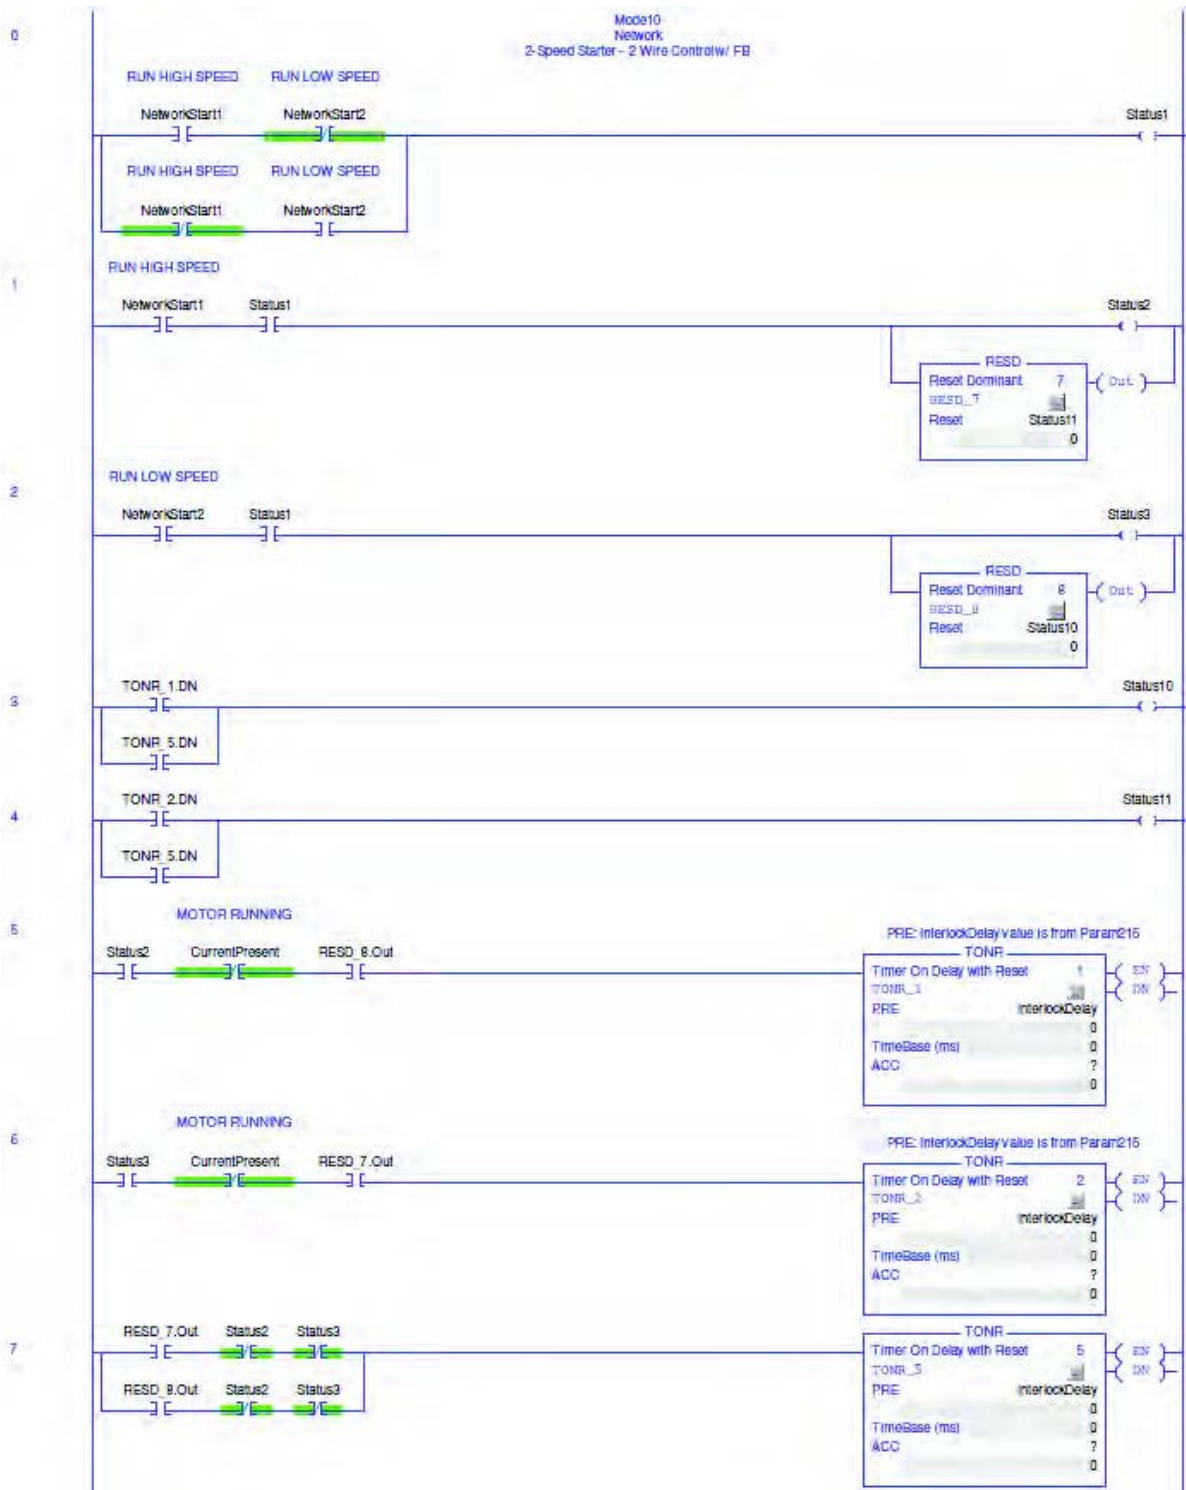 Mode10
Network
2-Speed Starter - 2 Wire Control w/ FB
0
RUN HIGH SPEED RUN LOW SPEED
NetworkStart1 NetworkStart2 Status1
RUN HIGH SPEED RUN LOW SPEED
NetworkStart1 NetworkStart2
RUN HIGH SPEED
1
NetworkStart1 Status1 Status2
RESD
Reset Dominant 7 Out
RESD_7
Reset Status11
0
RUN LOW SPEED
2
NetworkStart2 Status1 Status3
RESD
Reset Dominant 8 Out
RESD_8
Reset Status10
0
TONR_1.DN Status10
3
TONR_5.DN
TONR_2.DN Status11
4
TONR_5.DN
MOTOR RUNNING
5
PRE: InterlockDelay value is from Param216
Status2 CurrentPresent RESD_8.Out TONR
Timer On Delay with Reset 1 EN
TONR_1 DN
PRE InterlockDelay
0
TimeBase (ms) 0
ACC ?
0
MOTOR RUNNING
6
PRE: InterlockDelay value is from Param216
Status3 CurrentPresent RESD_7.Out TONR
Timer On Delay with Reset 2 EN
TONR_2 DN
PRE InterlockDelay
0
TimeBase (ms) 0
ACC ?
0
RESD_7.Out Status2 Status3 TONR
7
Timer On Delay with Reset 5 EN
TONR_5 DN
RESD_8.Out Status2 Status3 PRE InterlockDelay
0
TimeBase (ms) 0
ACC ?
0